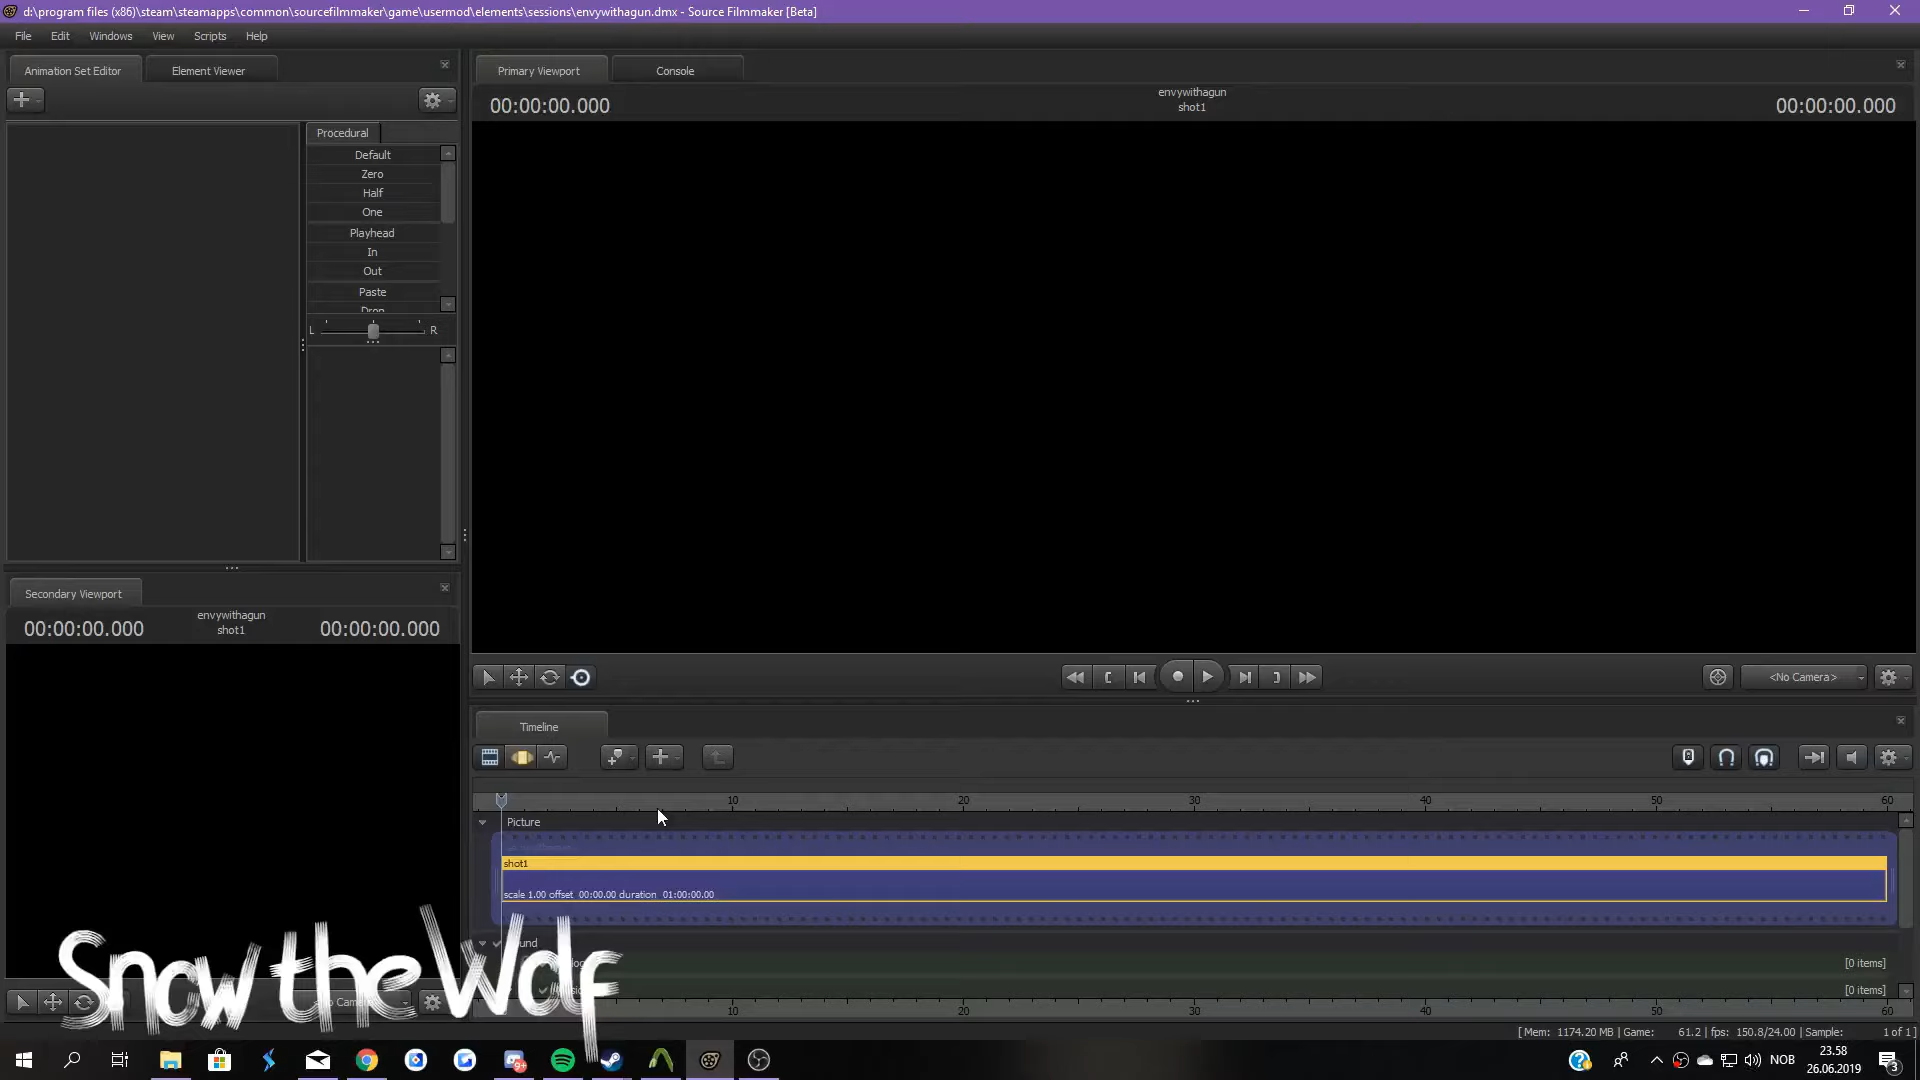 d:\program files (x86)\steam\steamapps\common\sourcefilmmaker\game\usermod\elements\sessions\envywithagun.dmx - Source Filmmaker [Beta]
File Edit Windows View Scripts Help
Animation Set Editor Element Viewer
Primary Viewport Console
00:00:00.000
envywithagun
shot1
00:00:00.000
Procedural
Default
Zero
Half
One
Playhead
In
Out
Paste
Drop
L R
Secondary Viewport
envywithagun
shot1
00:00:00.000 00:00:00.000
<No Camera>
Timeline
10 20 30 40 50 60
Picture
shot1
scale 1.00 offset 00:00.00 duration 01:00:00.00
[0 items]
[0 items]
10 20 30 40 50 60
Snow the Wolf
[ Mem: 1174.20 MB | Game: 61.2 | fps: 150.8/24.00 | Sample: 1 of 1 ]
9+
NOB
23.58
26.06.2019
3